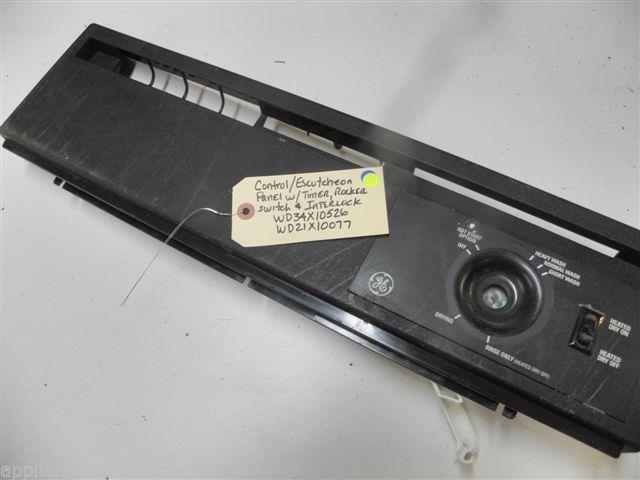 Control/Escutcheon
Panel w/ Timer, Rocker
switch & Interlock
WD34X10526
WD21X10077
GE
HOT START
OPTION
OFF
HEAVY WASH
NORMAL WASH
SHORT WASH
DRYING
RINSE ONLY (HEATED DRY OFF)
HEATED
DRY ON
HEATED
DRY OFF